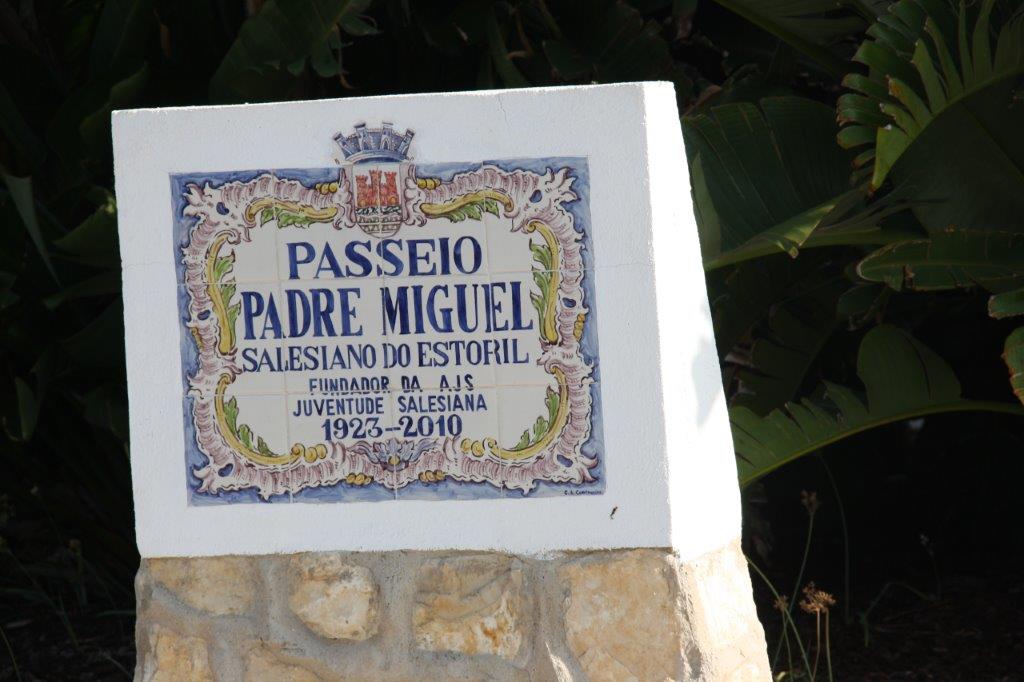 PASSEIO
PADRE MIGUEL
SALESIANO DO ESTORIL
FUNDADOR DA AJS
JUVENTUDE SALESIANA
1923-2010